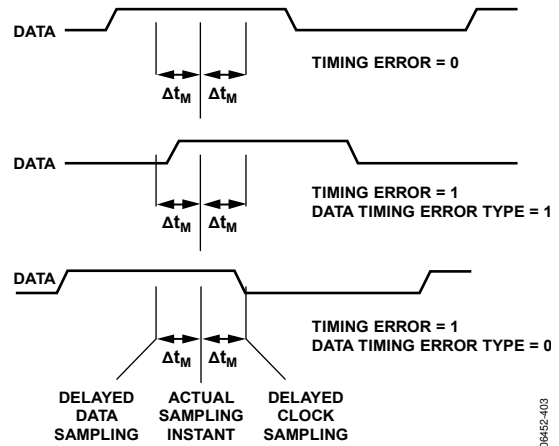 DATA
TIMING ERROR = 0
Δt_M Δt_M
DATA
TIMING ERROR = 1
DATA TIMING ERROR TYPE = 1
Δt_M Δt_M
DATA
TIMING ERROR = 1
DATA TIMING ERROR TYPE = 0
Δt_M Δt_M
DELAYED DATA SAMPLING
ACTUAL SAMPLING INSTANT
DELAYED CLOCK SAMPLING
06452-403